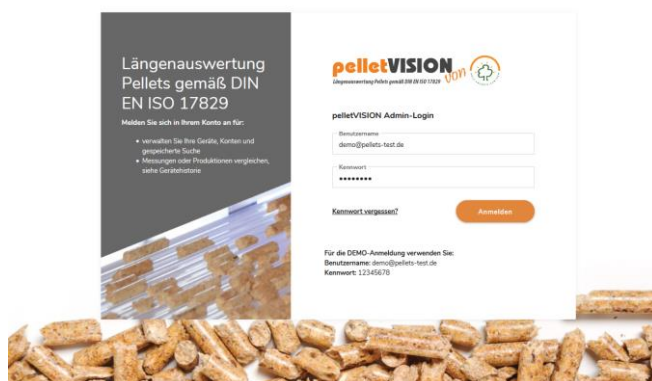 Längenauswertung
Pellets gemäß DIN
EN ISO 17829
Melden Sie sich in Ihrem Konto an für:
verwalten Sie Ihre Geräte, Konten und
gespeicherte Suche
Messungen oder Produktionen vergleichen,
siehe Gerätehistorie
pelletVISION von
Längenauswertung Pellets gemäß DIN EN ISO 17829
pelletVISION Admin-Login
Benutzername
demo@pellets-test.de
Kennwort
••••••••
Kennwort vergessen?
Anmelden
Für die DEMO-Anmeldung verwenden Sie:
Benutzername: demo@pellets-test.de
Kennwort: 12345678